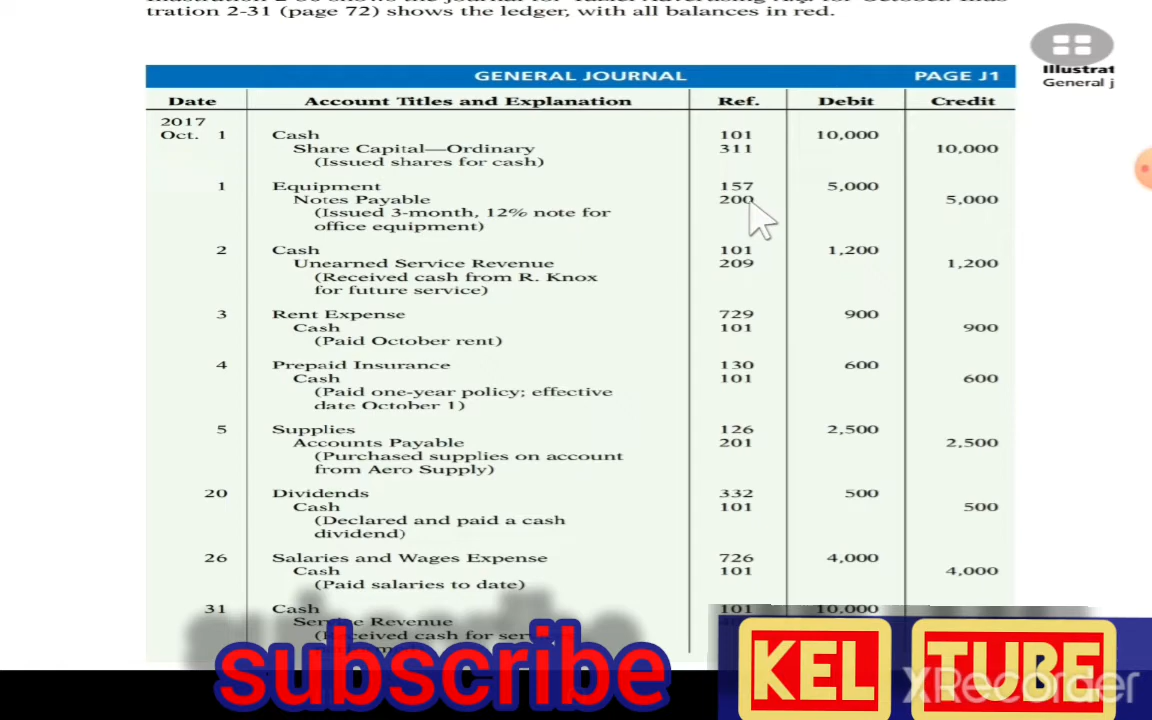 tration 2-31 (page 72) shows the ledger, with all balances in red.
Illustrat
General j
GENERAL JOURNAL PAGE J1
Date Account Titles and Explanation Ref. Debit Credit
2017
Oct. 1 Cash 101 10,000
Share Capital—Ordinary 311 10,000
(Issued shares for cash)
1 Equipment 157 5,000
Notes Payable 200 5,000
(Issued 3-month, 12% note for
office equipment)
2 Cash 101 1,200
Unearned Service Revenue 209 1,200
(Received cash from R. Knox
for future service)
3 Rent Expense 729 900
Cash 101 900
(Paid October rent)
4 Prepaid Insurance 130 600
Cash 101 600
(Paid one-year policy; effective
date October 1)
5 Supplies 126 2,500
Accounts Payable 201 2,500
(Purchased supplies on account
from Aero Supply)
20 Dividends 332 500
Cash 101 500
(Declared and paid a cash
dividend)
26 Salaries and Wages Expense 726 4,000
Cash 101 4,000
(Paid salaries to date)
31 Cash 101 10,000
Service Revenue
(Received cash for
subscribe
KEL TUBE
XRecorder